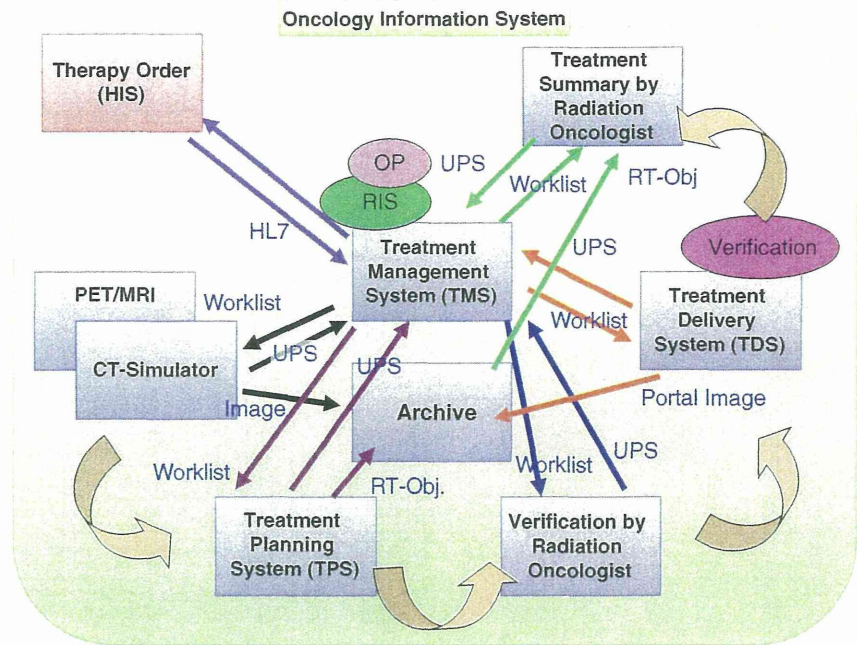 Oncology Information System
Therapy Order
(HIS)
Treatment
Summary by
Radiation
Oncologist
OP
UPS
RIS
Worklist
RT-Obj
HL7
UPS
Verification
Treatment
Management
System (TMS)
PET/MRI
Worklist
Worklist
Treatment
Delivery
System (TDS)
CT-Simulator
UPS
UPS
Image
Archive
Portal Image
Worklist
RT-Obj.
Worklist
UPS
Treatment
Planning
System (TPS)
Verification by
Radiation
Oncologist